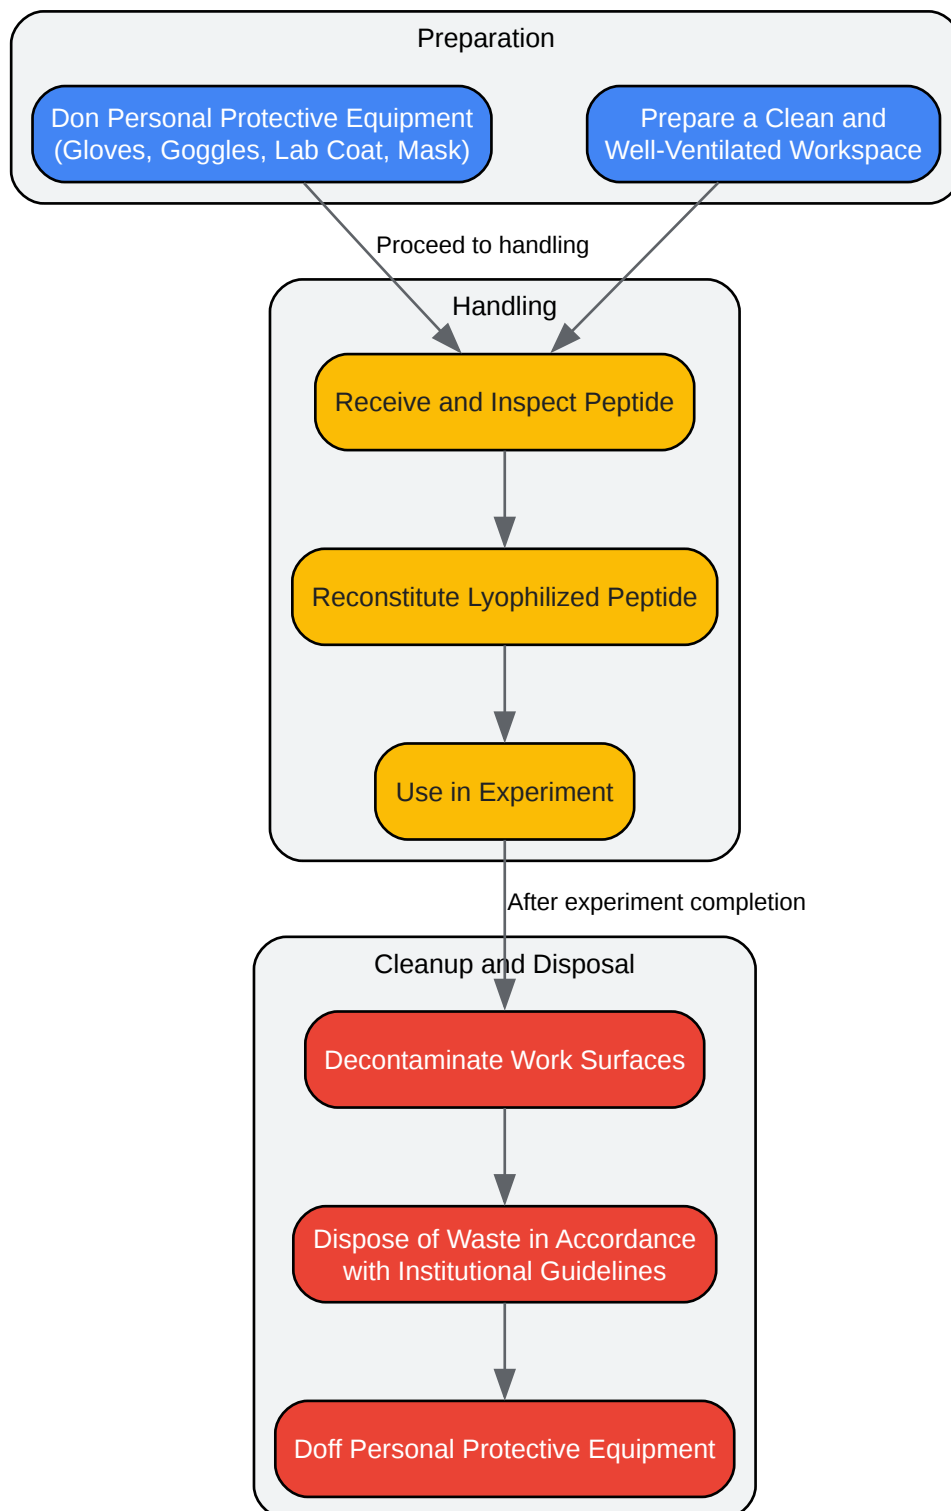 Preparation
Don Personal Protective Equipment
(Gloves, Goggles, Lab Coat, Mask)
Prepare a Clean and
Well-Ventilated Workspace
Proceed to handling
Handling
Receive and Inspect Peptide
Reconstitute Lyophilized Peptide
Use in Experiment
After experiment completion
Cleanup and Disposal
Decontaminate Work Surfaces
Dispose of Waste in Accordance
with Institutional Guidelines
Doff Personal Protective Equipment